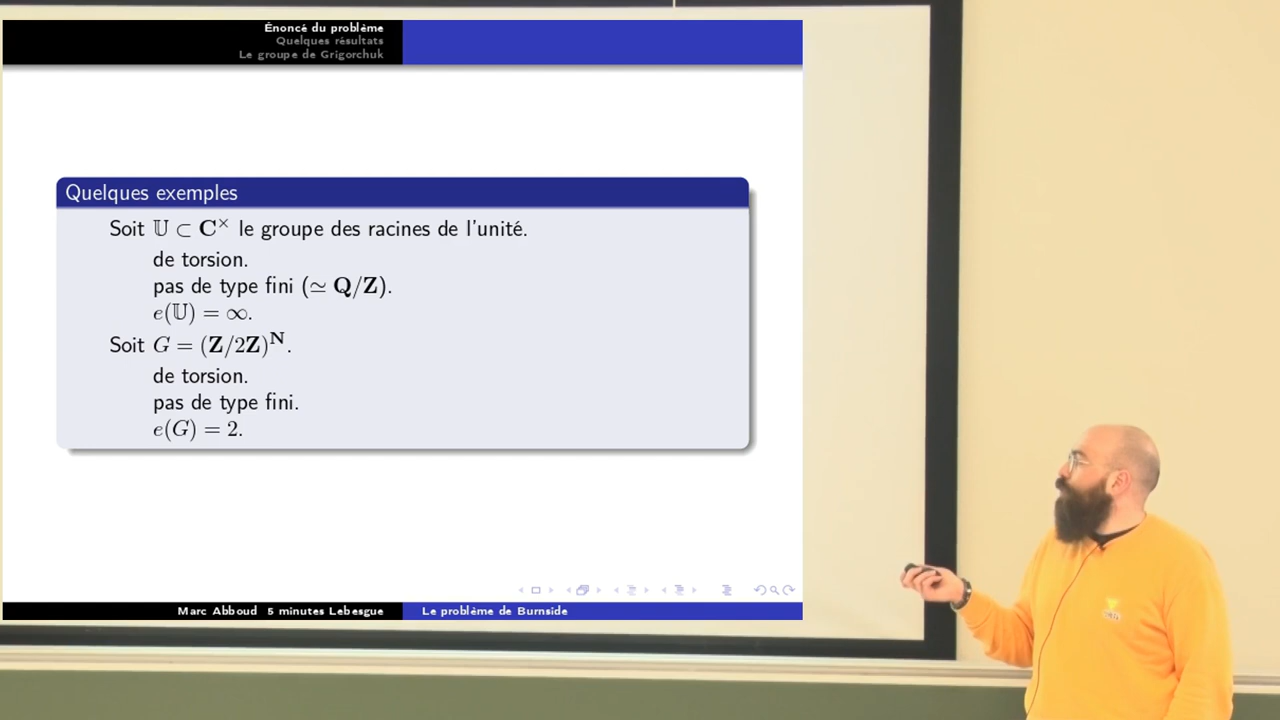 Énoncé du problème
Quelques résultats
Le groupe de Grigorchuk
Quelques exemples
Soit 𝕌 ⊂ C^× le groupe des racines de l'unité.
de torsion.
pas de type fini (≃ Q/Z).
e(𝕌) = ∞.
Soit G = (Z/2Z)^N.
de torsion.
pas de type fini.
e(G) = 2.
Marc Abboud 5 minutes Lebesgue
Le problème de Burnside